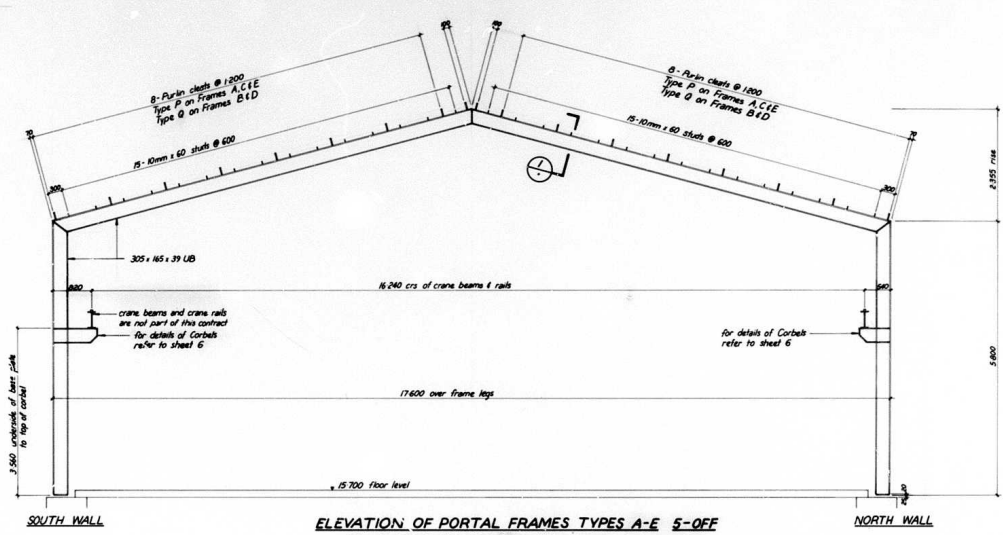 100
100
8 - Purlin cleats @ 1·200
Type P on Frames A,C&E
Type Q on Frames B&D
8 - Purlin cleats @ 1·200
Type P on Frames A,C&E
Type Q on Frames B&D
15 - 10mm x 60 studs @ 600
15 - 10mm x 60 studs @ 600
70
70
300
300
2·355 rise
305 x 165 x 39 UB
820
16·240 crs of crane beams & rails
540
crane beams and crane rails
are not part of this contract
for details of Corbels
refer to sheet 6
for details of Corbels
refer to sheet 6
5·800
3·560 underside of base plate
to top of corbel
17·600 over frame legs
15·700 floor level
SOUTH WALL
ELEVATION OF PORTAL FRAMES TYPES A-E 5-OFF
NORTH WALL